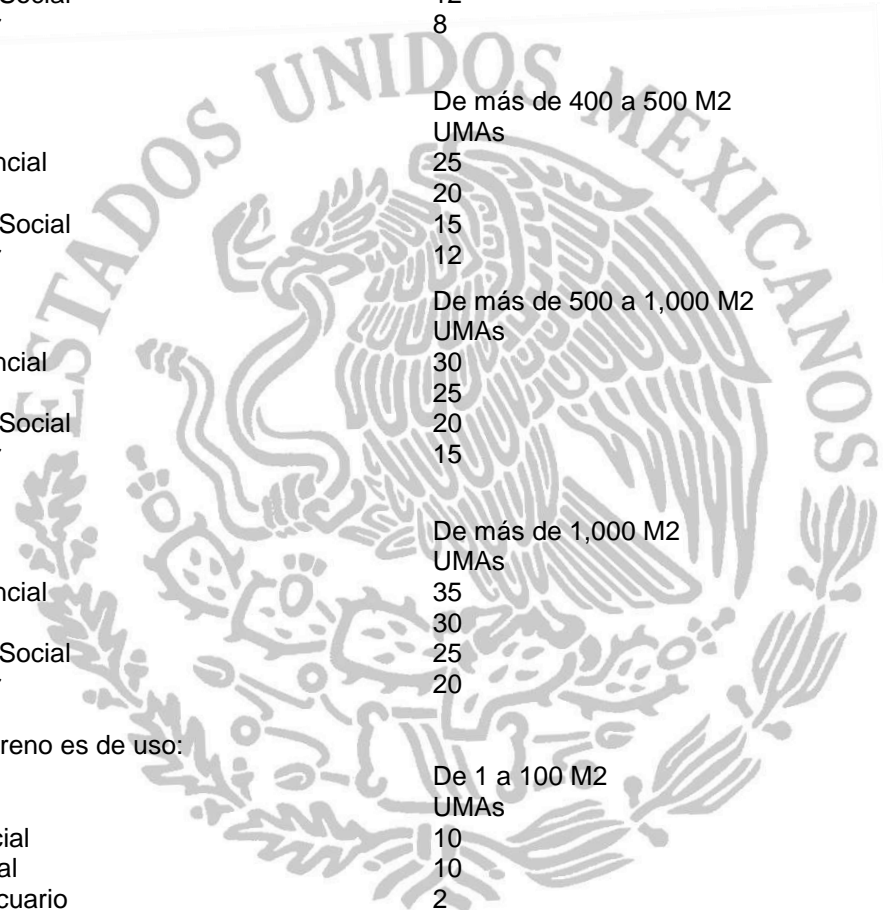 Social 12
8
De más de 400 a 500 M2
UMAs
ncial 25
20
Social 15
12
De más de 500 a 1,000 M2
UMAs
ncial 30
25
Social 20
15
De más de 1,000 M2
UMAs
ncial 35
30
Social 25
20
reno es de uso:
De 1 a 100 M2
UMAs
cial 10
al 10
cuario 2
ESTADOS UNIDOS MEXICANOS